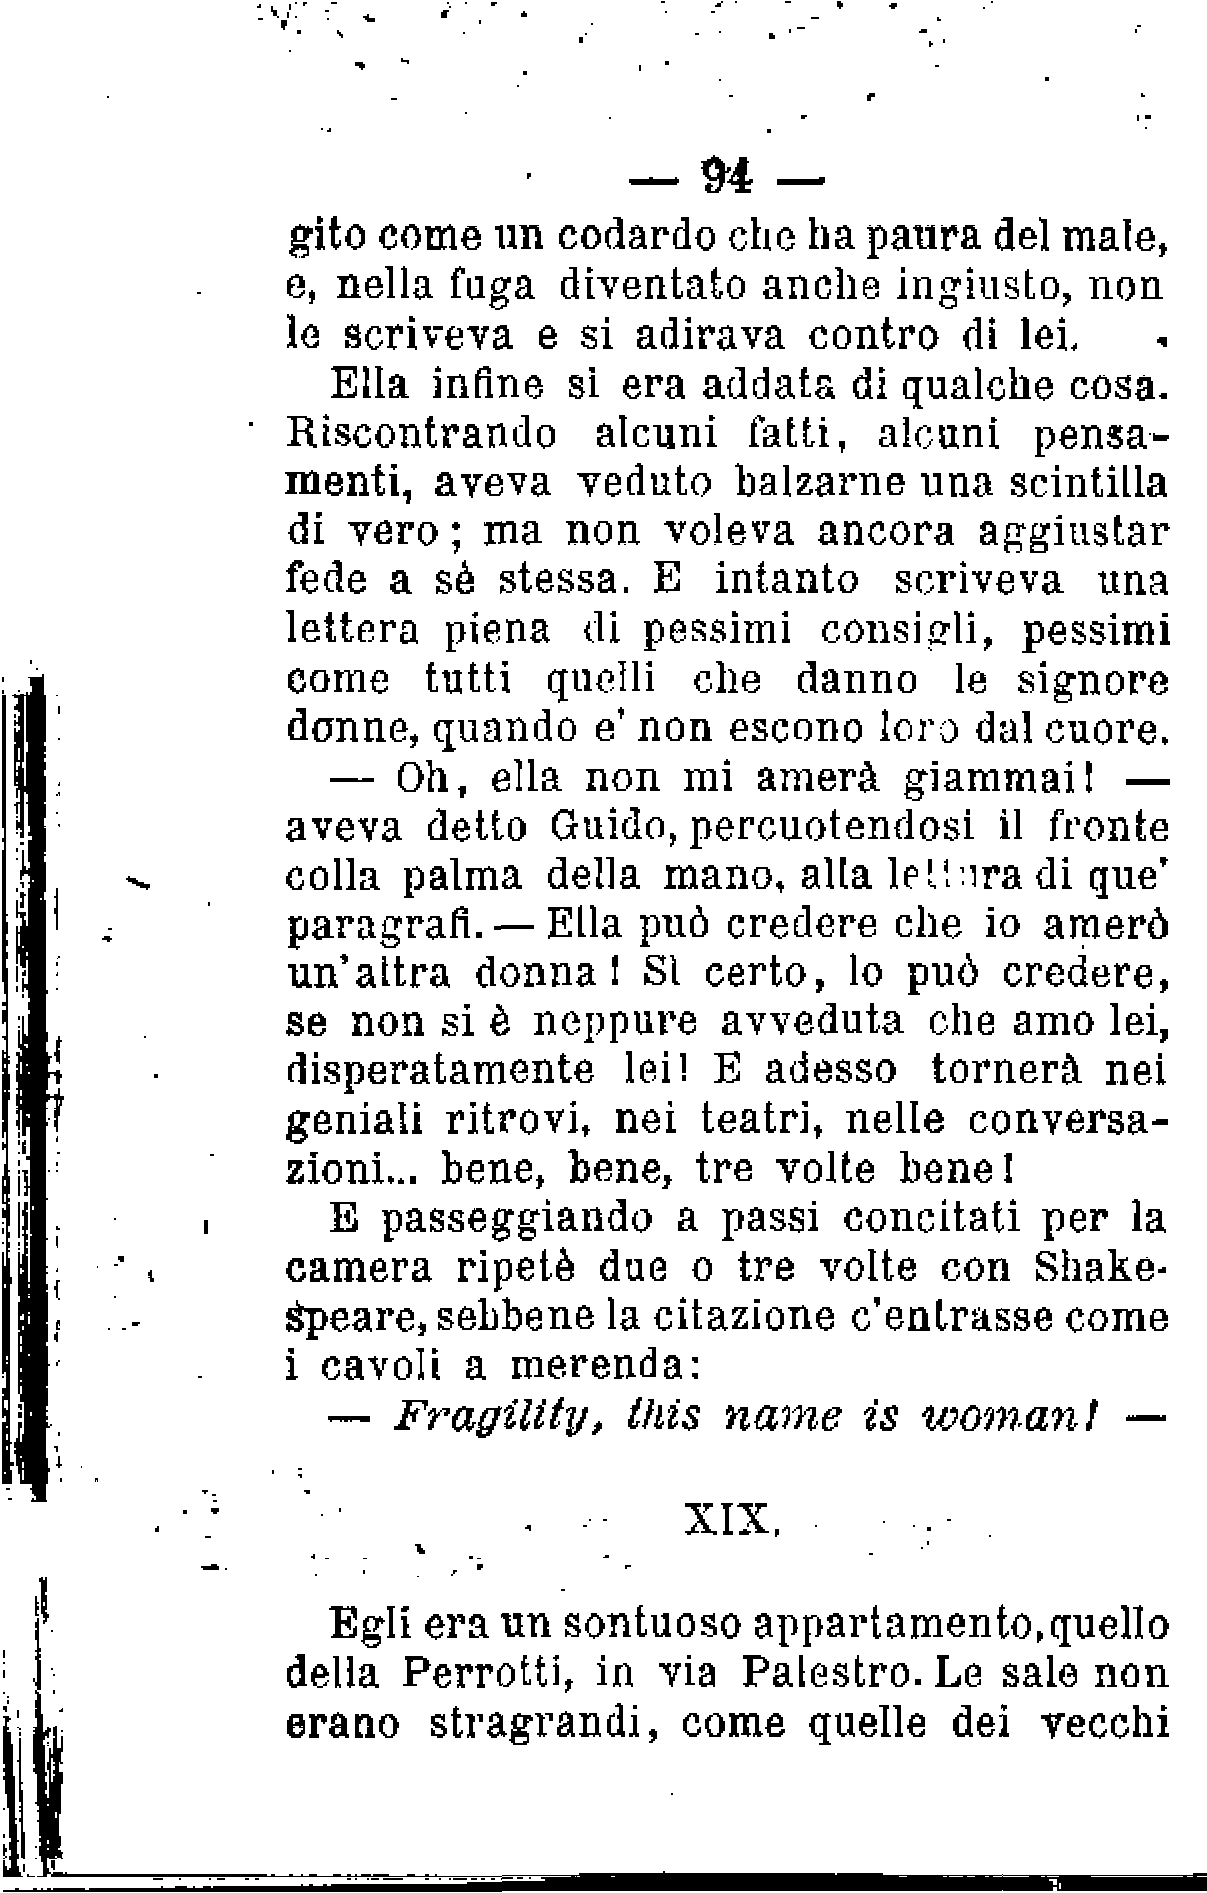 — 94 —
gito come un codardo che ha paura del male,
e, nella fuga diventato anche ingiusto, non
le scriveva e si adirava contro di lei.
Ella infine si era addata di qualche cosa.
Riscontrando alcuni fatti, alcuni pensa-
menti, aveva veduto balzarne una scintilla
di vero; ma non voleva ancora aggiustar
fede a sè stessa. E intanto scriveva una
lettera piena di pessimi consigli, pessimi
come tutti quelli che danno le signore
donne, quando e' non escono loro dal cuore.
— Oh, ella non mi amerà giammai! —
aveva detto Guido, percuotendosi il fronte
colla palma della mano, alla lettura di que'
paragrafi. — Ella può credere che io amerò
un'altra donna! Sì certo, lo può credere,
se non si è neppure avveduta che amo lei,
disperatamente lei! E adesso tornerà nei
geniali ritrovi, nei teatri, nelle conversa-
zioni... bene, bene, tre volte bene!
E passeggiando a passi concitati per la
camera ripetè due o tre volte con Shake-
speare, sebbene la citazione c'entrasse come
i cavoli a merenda:
— Fragility, this name is woman! —
XIX.
Egli era un sontuoso appartamento, quello
della Perrotti, in via Palestro. Le sale non
erano stragrandi, come quelle dei vecchi